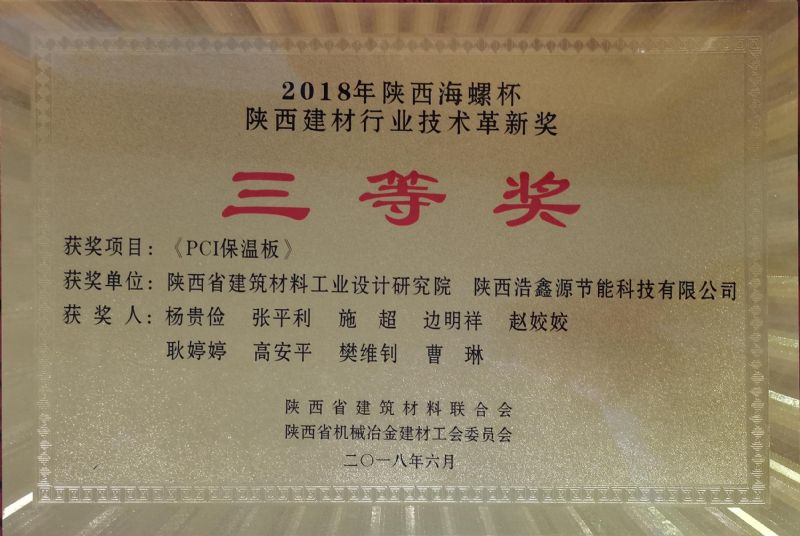 2018年陕西海螺杯
陕西建材行业技术革新奖
三等奖
获奖项目：《PCI保温板》
获奖单位：陕西省建筑材料工业设计研究院 陕西浩鑫源节能科技有限公司
获奖人：杨贵俭 张平利 施超 边明祥 赵姣姣
耿婷婷 高安平 樊维钊 曹琳
陕西省建筑材料联合会
陕西省机械冶金建材工会委员会
二〇一八年六月